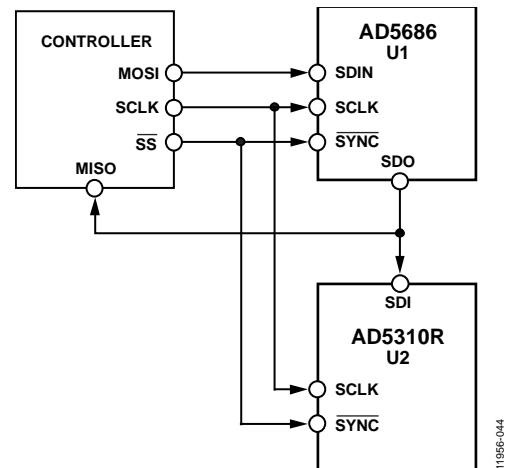 CONTROLLER
MOSI
SCLK
SS
MISO
AD5686
U1
SDIN
SCLK
SYNC
SDO
SDI
AD5310R
U2
SCLK
SYNC
11956-044